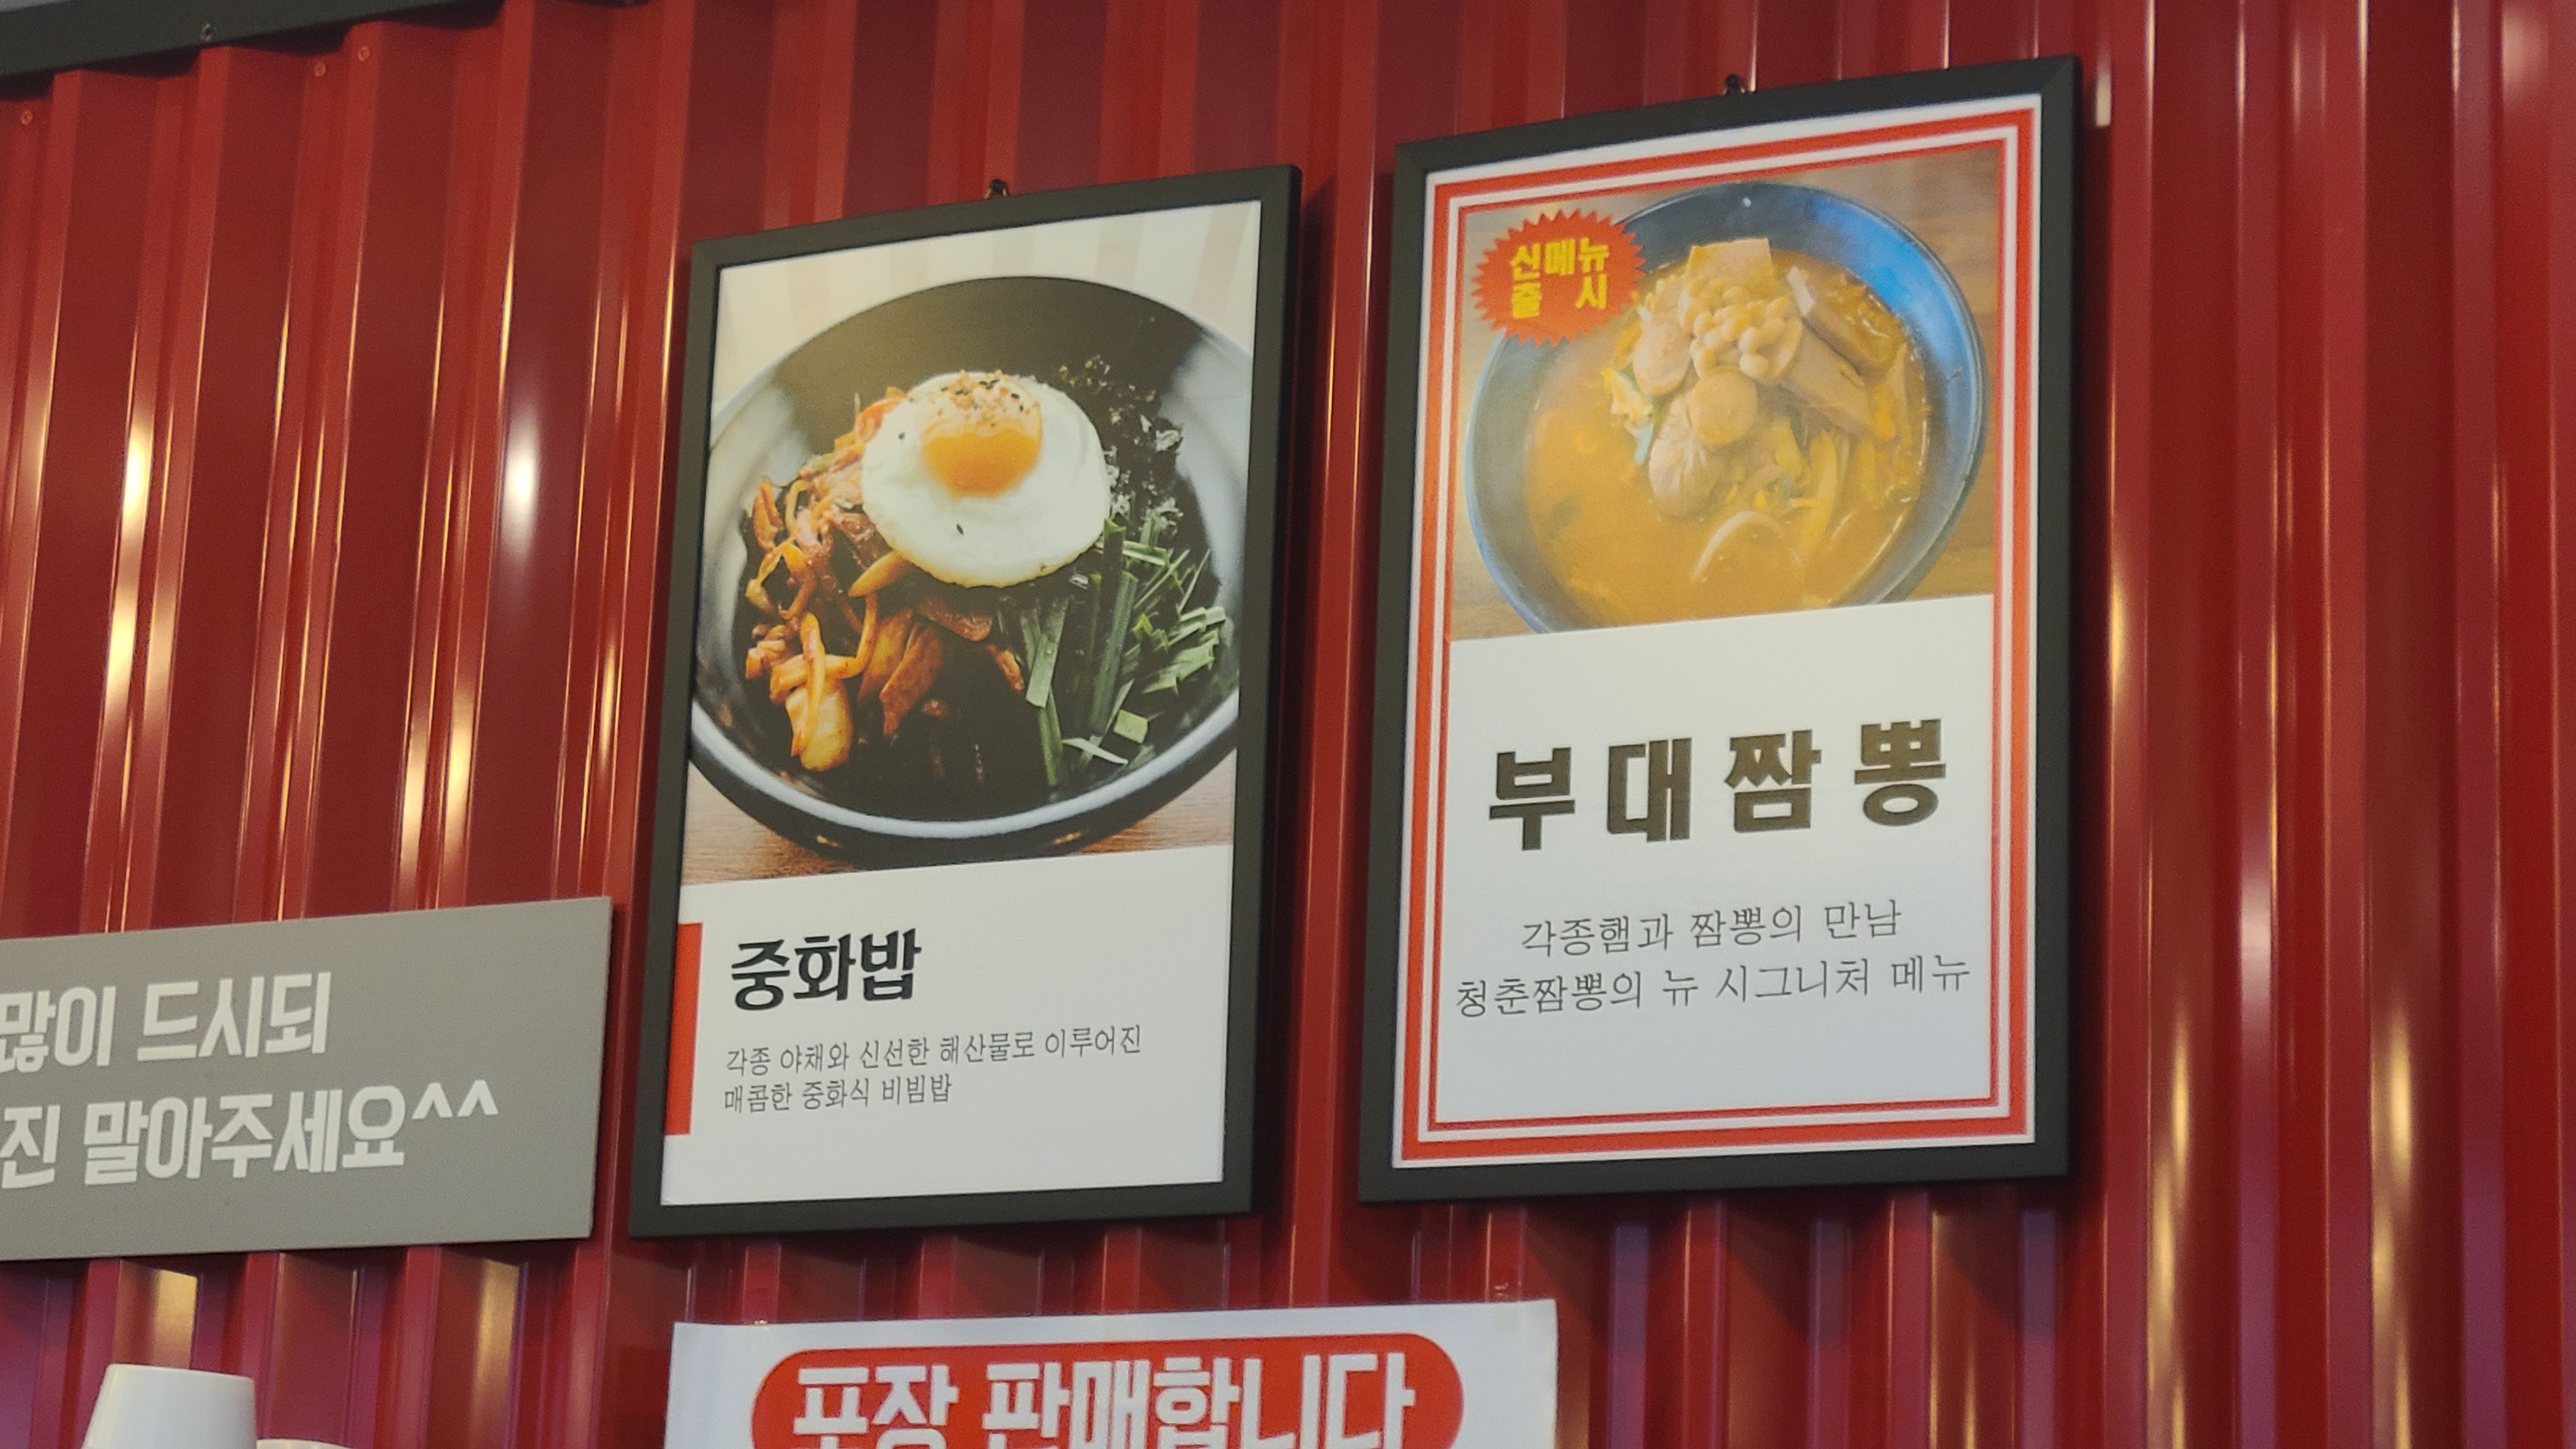 많이 드시되
진 말아주세요^^
중화밥
각종 야채와 신선한 해산물로 이루어진
매콤한 중화식 비빔밥
신메뉴
출 시
부대짬뽕
각종햄과 짬뽕의 만남
청춘짬뽕의 뉴 시그니처 메뉴
포장 판매합니다